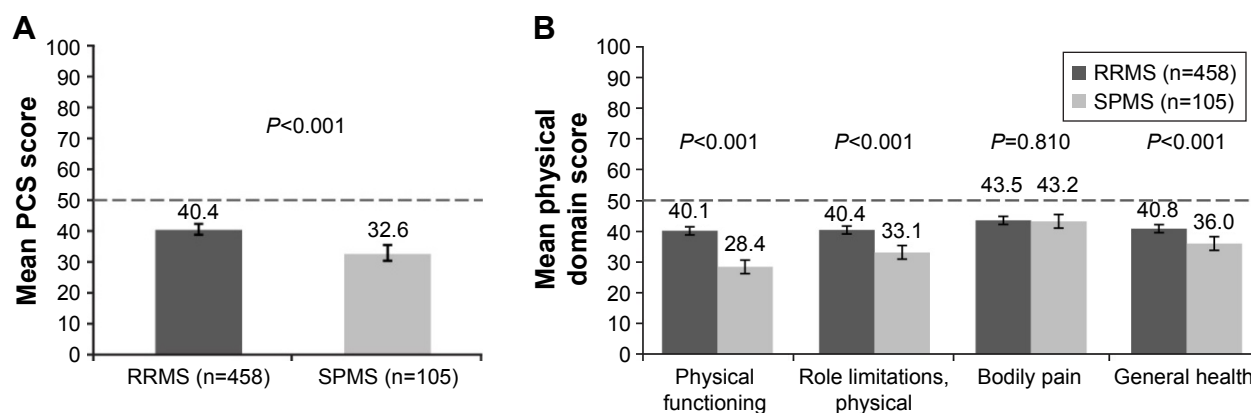 A
Mean PCS score
100
90
80
70
60
50
40
30
20
10
0
P<0.001
40.4
32.6
RRMS (n=458)
SPMS (n=105)
B
Mean physical
domain score
100
90
80
70
60
50
40
30
20
10
0
RRMS (n=458)
SPMS (n=105)
P<0.001
P<0.001
P=0.810
P<0.001
40.1
28.4
40.4
33.1
43.5
43.2
40.8
36.0
Physical
functioning
Role limitations,
physical
Bodily pain
General health